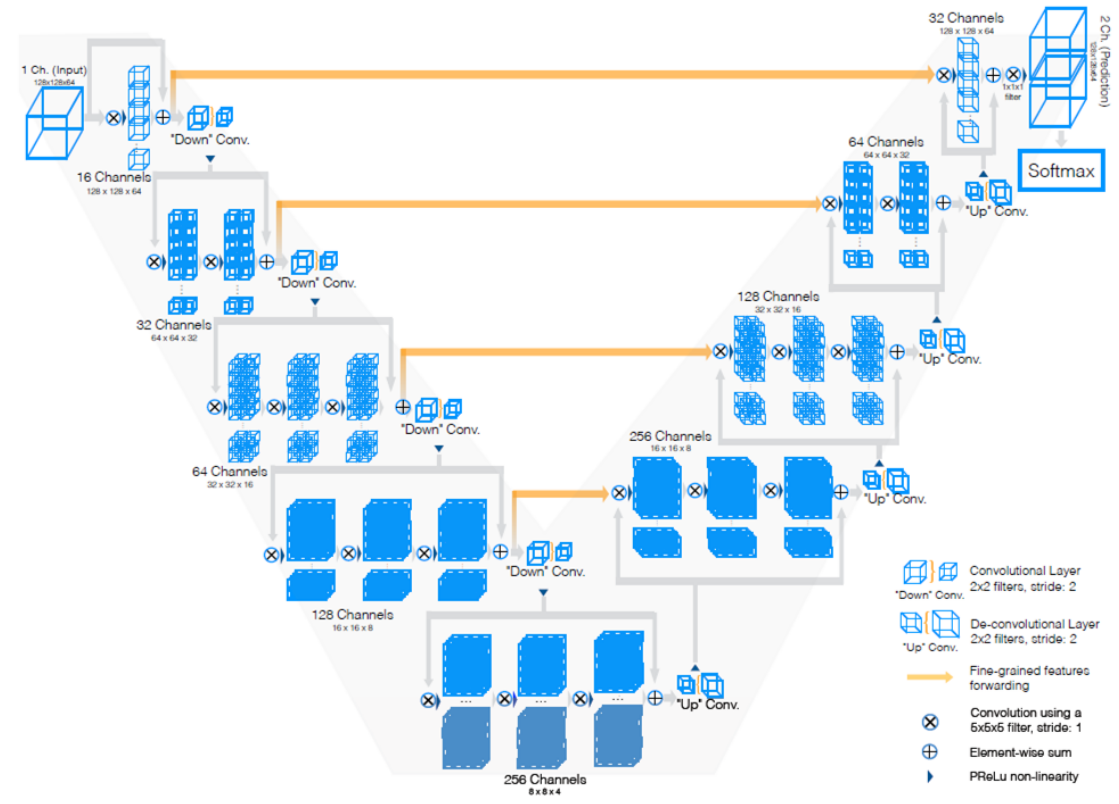 1 Ch. (Input)
128x128x64
"Down" Conv.
16 Channels
128 x 128 x 64
"Down" Conv.
32 Channels
64 x 64 x 32
"Down" Conv.
64 Channels
32 x 32 x 16
"Down" Conv.
128 Channels
16 x 16 x 8
...
...
...
256 Channels
8 x 8 x 4
"Up" Conv.
256 Channels
16 x 16 x 8
"Up" Conv.
128 Channels
32 x 32 x 16
"Up" Conv.
64 Channels
64 x 64 x 32
"Up" Conv.
32 Channels
128 x 128 x 64
1x1x1
filter
2 Ch. (Prediction)
128x128x64
Softmax
"Down" Conv.
Convolutional Layer
2x2 filters, stride: 2
"Up" Conv.
De-convolutional Layer
2x2 filters, stride: 2
Fine-grained features
forwarding
Convolution using a
5x5x5 filter, stride: 1
Element-wise sum
PReLu non-linearity